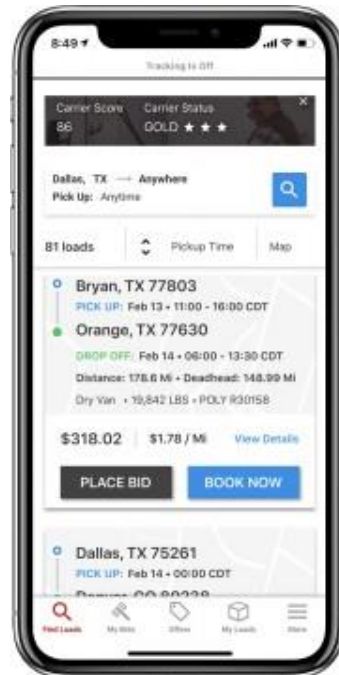 8:49
Tracking Is Off
Carrier Score Carrier Status
86 GOLD ★ ★ ★
Dallas, TX → Anywhere
Pick Up: Anytime
81 loads Pickup Time Map
Bryan, TX 77803
PICK UP: Feb 13 • 11:00 - 16:00 CDT
Orange, TX 77630
DROP OFF: Feb 14 • 06:00 - 13:30 CDT
Distance: 178.6 Mi • Deadhead: 148.99 Mi
Dry Van • 19,842 LBS • POLY R30158
$318.02 $1.78 / Mi View Details
PLACE BID BOOK NOW
Dallas, TX 75261
PICK UP: Feb 14 • 00:00 CDT
Denver, CO 80238
Find Loads My Bids Offers My Loads More